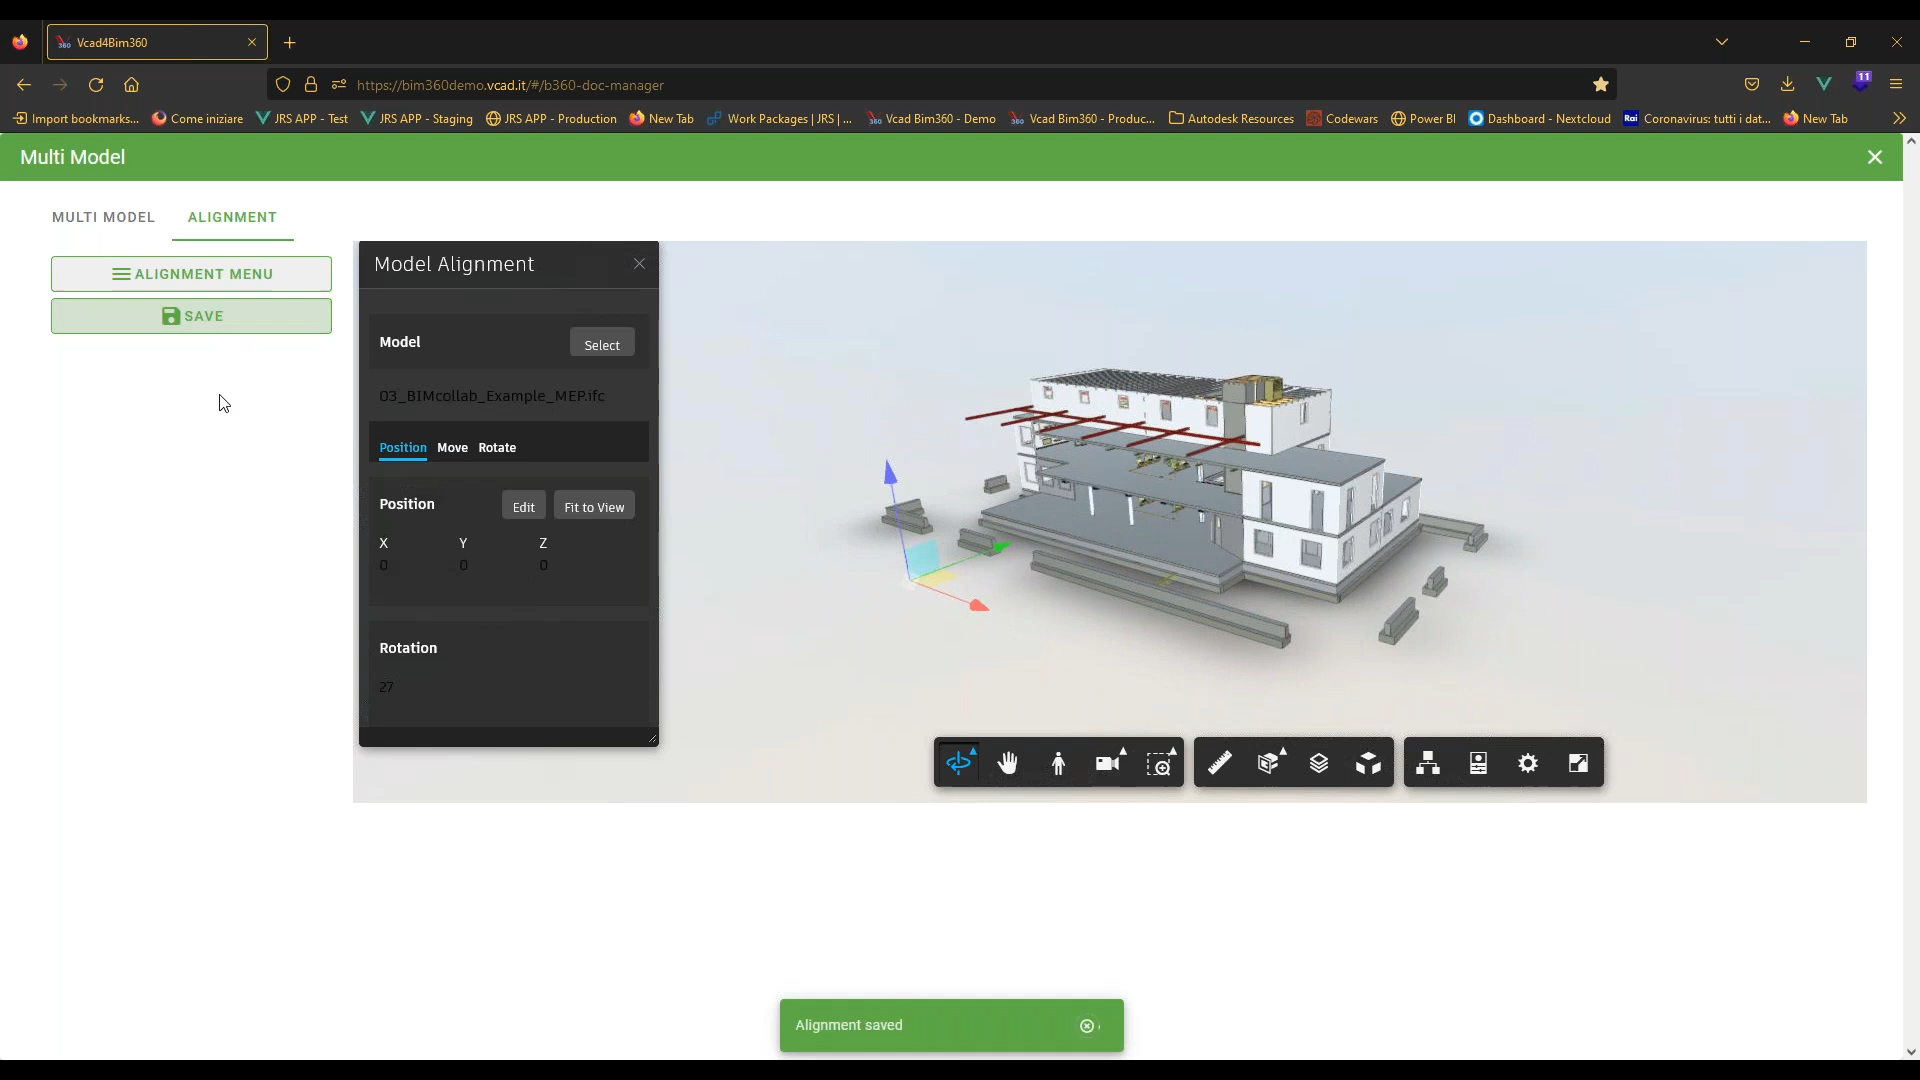 Vcad4Bim360
https://bim360demo.vcad.it/#/b360-doc-manager
11
Import bookmarks...
Come iniziare
JRS APP - Test
JRS APP - Staging
JRS APP - Production
New Tab
Work Packages | JRS | ...
Vcad Bim360 - Demo
Vcad Bim360 - Produc...
Autodesk Resources
Codewars
Power BI
Dashboard - Nextcloud
Rai
Coronavirus: tutti i dat...
New Tab
Multi Model
MULTI MODEL
ALIGNMENT
ALIGNMENT MENU
SAVE
Model Alignment
Model
Select
03_BIMcollab_Example_MEP.ifc
Position Move Rotate
Position
Edit
Fit to View
X Y Z
0 0 0
Rotation
27
Alignment saved